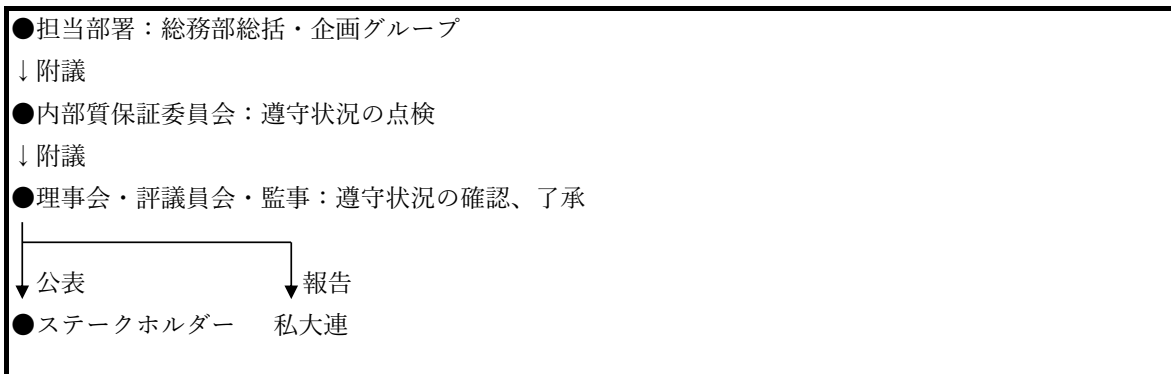 ●担当部署：総務部総括・企画グループ
↓附議
●内部質保証委員会：遵守状況の点検
↓附議
●理事会・評議員会・監事：遵守状況の確認、了承
公表 報告
●ステークホルダー 私大連